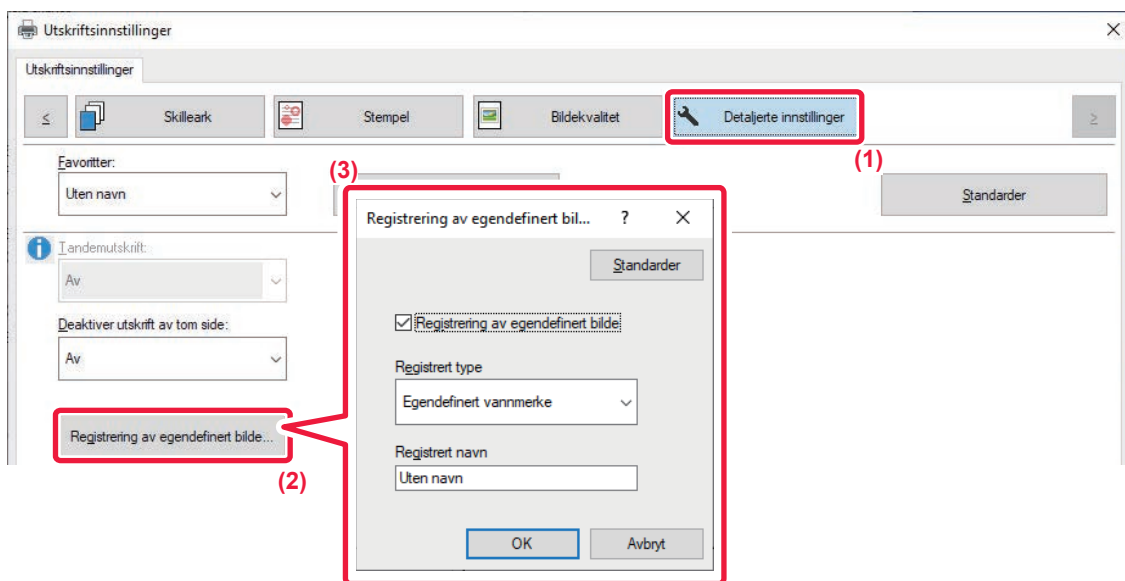 Utskriftsinnstillinger
Utskriftsinnstillinger
< Skilleark Stempel Bildekvalitet Detaljerte innstillinger >
(1)
Favoritter:
(3)
Uten navn
Standarder
Registrering av egendefinert bil... ?
Standarder
Tandemutskrift:
Av
Deaktiver utskrift av tom side:
Av
Registrering av egendefinert bilde
Registrert type
Egendefinert vannmerke
Registrering av egendefinert bilde...
(2)
Registrert navn
Uten navn
OK Avbryt